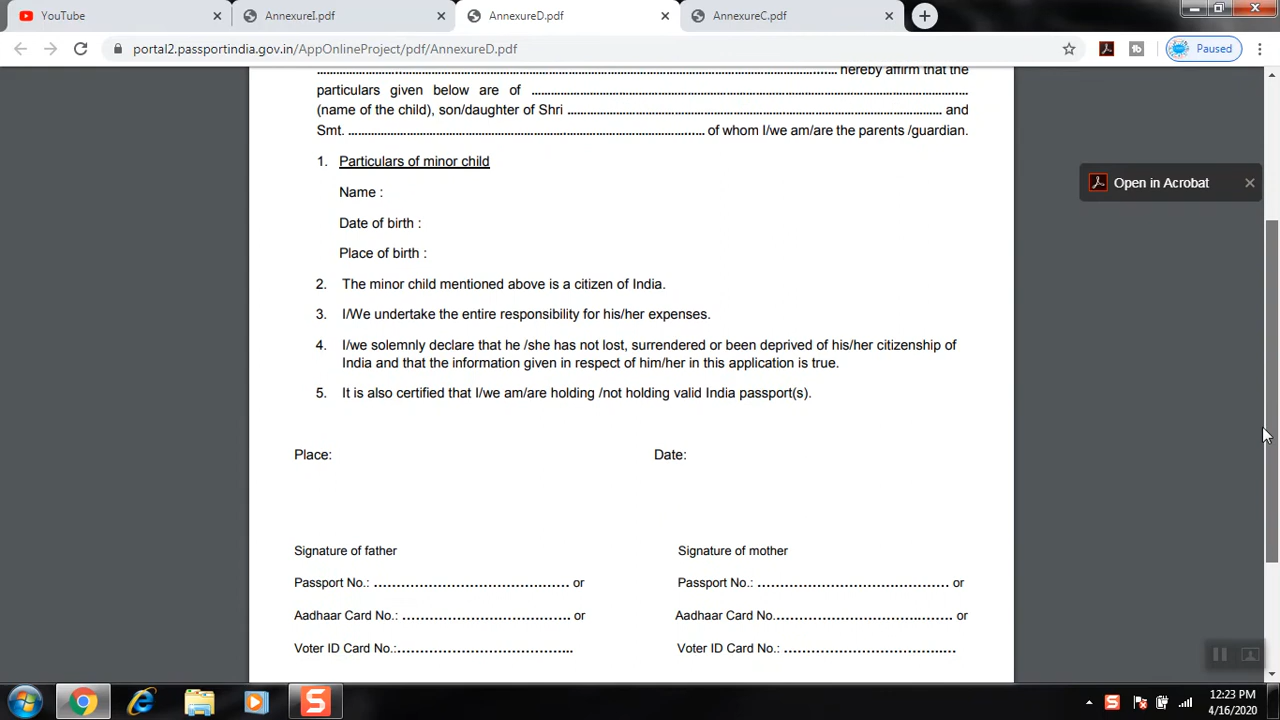 YouTube
AnnexureI.pdf
AnnexureD.pdf
AnnexureC.pdf
portal2.passportindia.gov.in/AppOnlineProject/pdf/AnnexureD.pdf
Paused
Open in Acrobat
................................................................ hereby affirm that the
particulars given below are of ................................................................
(name of the child), son/daughter of Shri ................................................................ and
Smt. ................................................................ of whom I/we am/are the parents /guardian.
1. Particulars of minor child
Name :
Date of birth :
Place of birth :
2. The minor child mentioned above is a citizen of India.
3. I/We undertake the entire responsibility for his/her expenses.
4. I/we solemnly declare that he /she has not lost, surrendered or been deprived of his/her citizenship of
India and that the information given in respect of him/her in this application is true.
5. It is also certified that I/we am/are holding /not holding valid India passport(s).
Place: Date:
Signature of father Signature of mother
Passport No.: ........................................ or Passport No.: ........................................ or
Aadhaar Card No.: .................................... or Aadhaar Card No..................................... or
Voter ID Card No.:.................................... Voter ID Card No.: ....................................
12:23 PM
4/16/2020